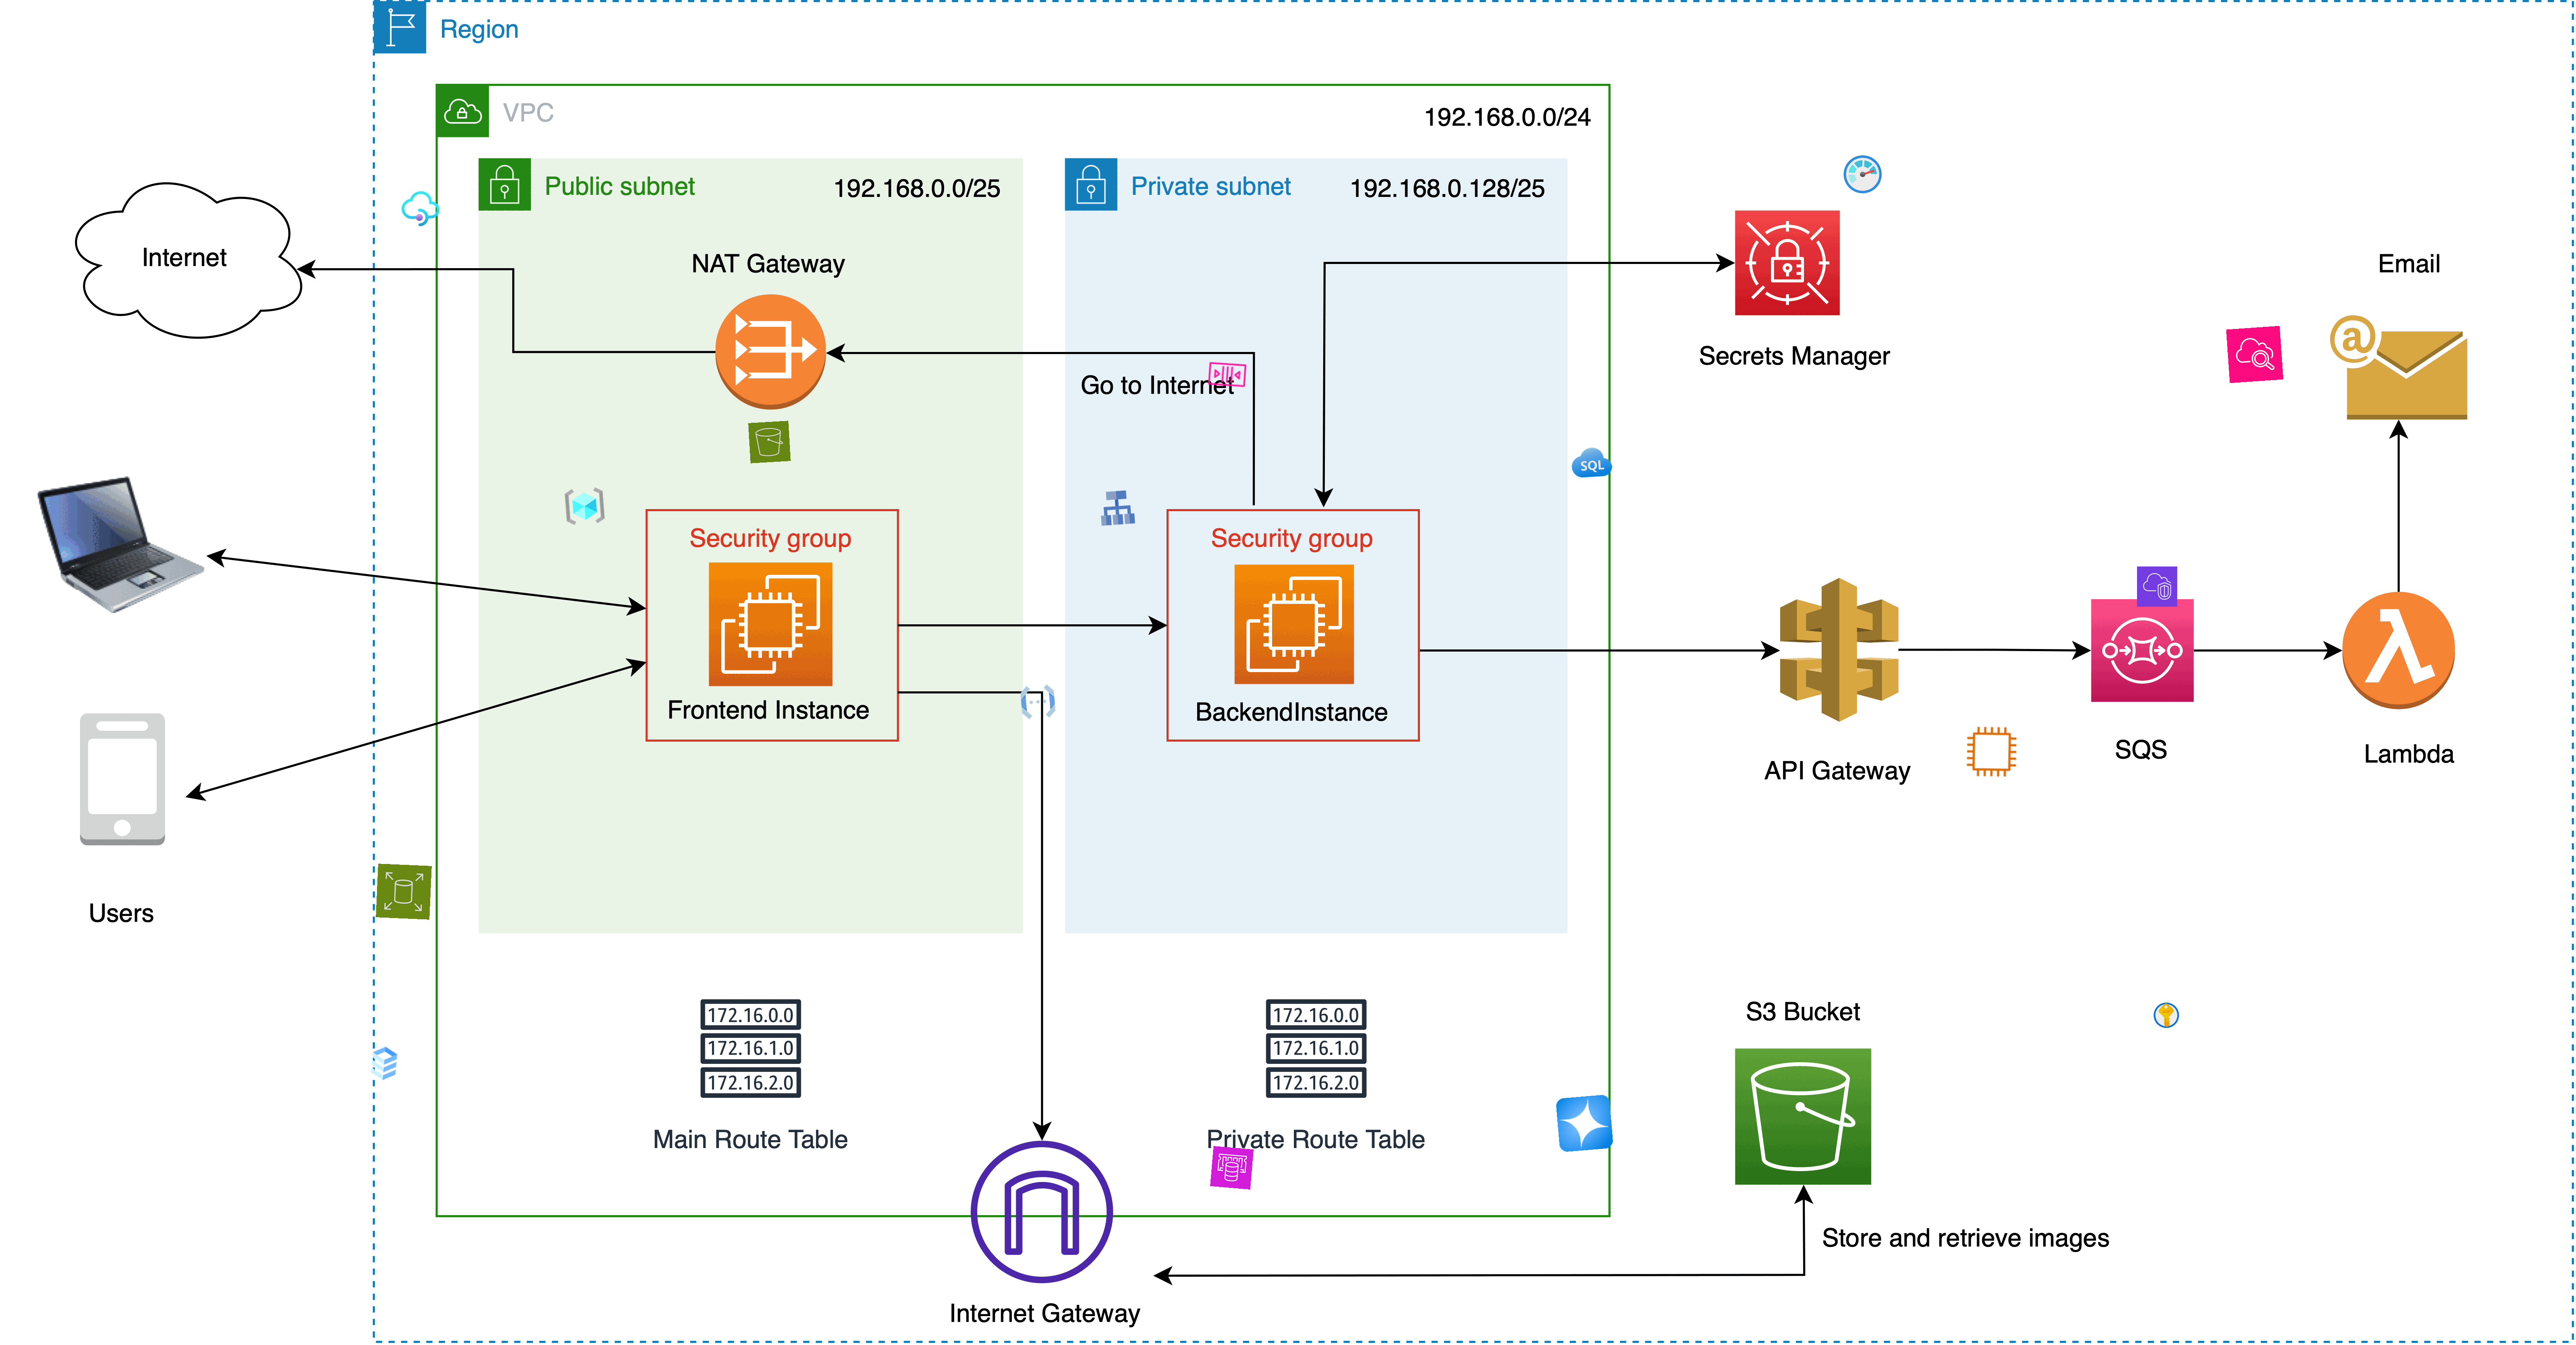 Region
VPC
192.168.0.0/24
Public subnet
192.168.0.0/25
Private subnet
192.168.0.128/25
Internet
NAT Gateway
Go to Internet
Secrets Manager
Email
@
SQL
Security group
Frontend Instance
Security group
BackendInstance
API Gateway
SQS
Lambda
Users
172.16.0.0
172.16.1.0
172.16.2.0
Main Route Table
172.16.0.0
172.16.1.0
172.16.2.0
Private Route Table
S3 Bucket
Store and retrieve images
Internet Gateway